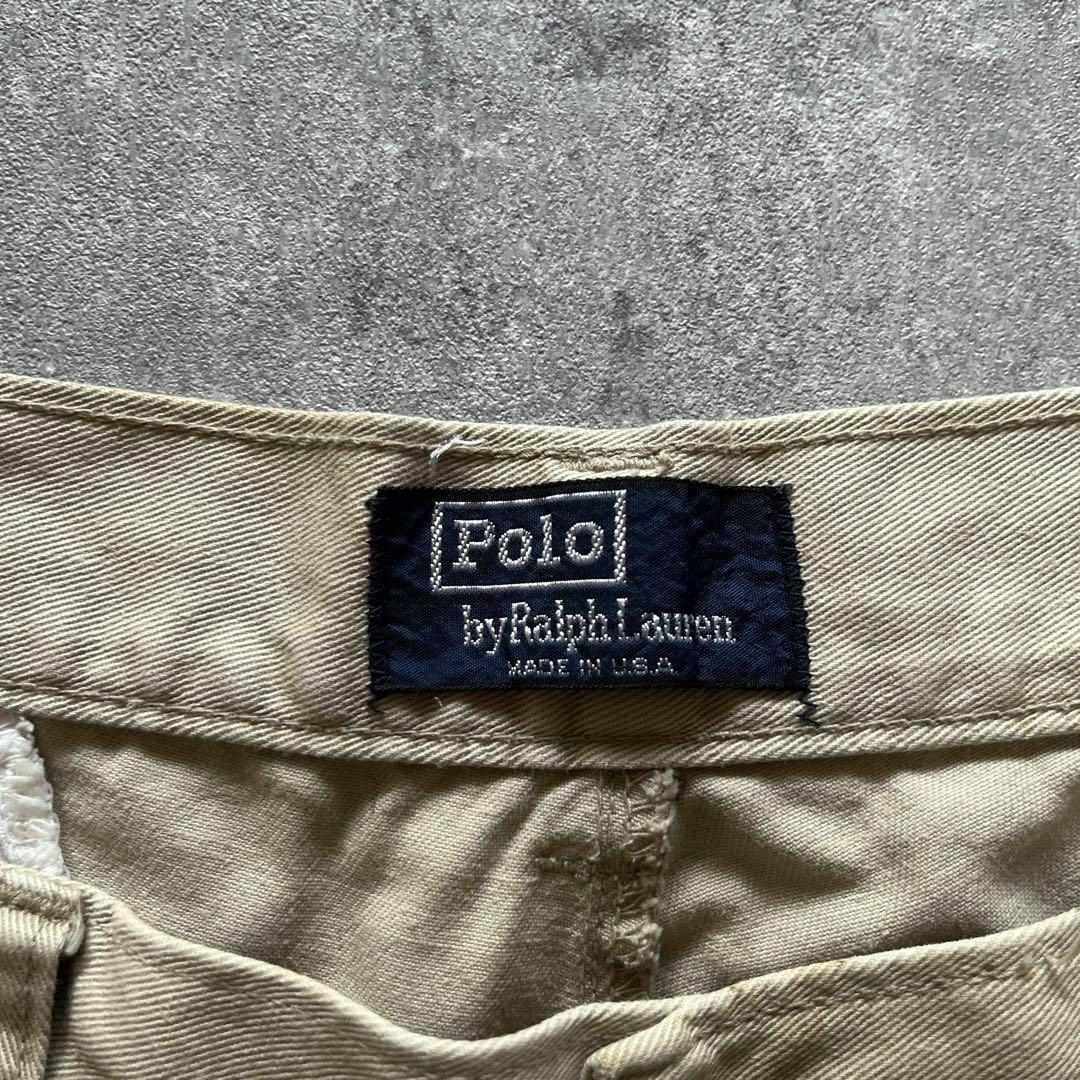 Polo
by Ralph Lauren
MADE IN U.S.A.